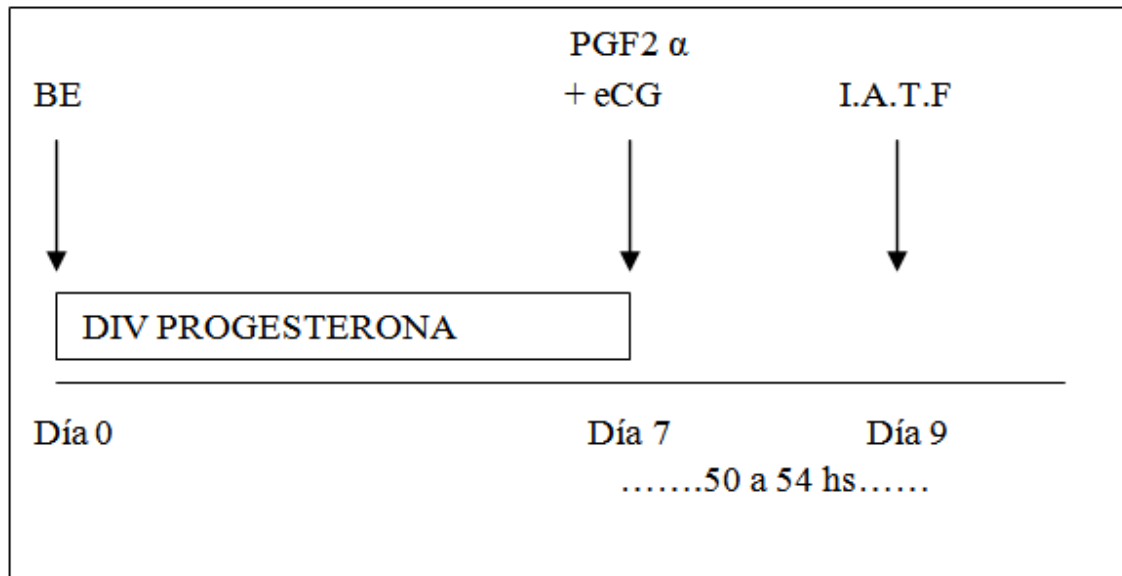 PGF2 α
BE + eCG I.A.T.F
DIV PROGESTERONA
Día 0 Día 7 Día 9
…….50 a 54 hs……